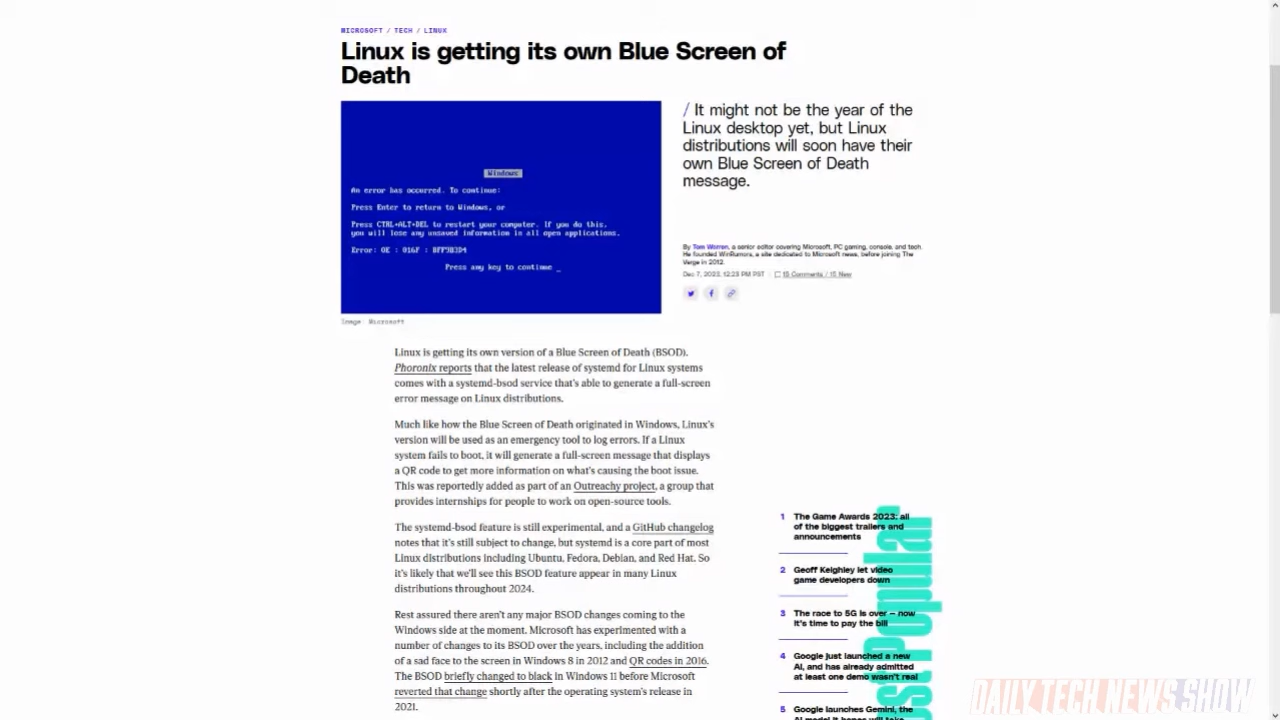 MICROSOFT / TECH / LINUX
Linux is getting its own Blue Screen of
Death
/ It might not be the year of the
Linux desktop yet, but Linux
distributions will soon have their
own Blue Screen of Death
message.
Windows
An error has occurred. To continue:
Press Enter to return to Windows, or
Press CTRL+ALT+DEL to restart your computer. If you do this,
you will lose any unsaved information in all open applications.
Error: OE : 016F : BFF9B3D4
Press any key to continue _
Image: Microsoft
By Tom Warren, a senior editor covering Microsoft, PC gaming, console, and tech.
He founded WinRumors, a site dedicated to Microsoft news, before joining The
Verge in 2012.
Dec 7, 2023, 12:23 PM PST
15 Comments / 15 New
Linux is getting its own version of a Blue Screen of Death (BSOD).
Phoronix reports that the latest release of systemd for Linux systems
comes with a systemd-bsod service that's able to generate a full-screen
error message on Linux distributions.
Much like how the Blue Screen of Death originated in Windows, Linux's
version will be used as an emergency tool to log errors. If a Linux
system fails to boot, it will generate a full-screen message that displays
a QR code to get more information on what's causing the boot issue.
This was reportedly added as part of an Outreachy project, a group that
provides internships for people to work on open-source tools.
The systemd-bsod feature is still experimental, and a GitHub changelog
notes that it's still subject to change, but systemd is a core part of most
Linux distributions including Ubuntu, Fedora, Debian, and Red Hat. So
it's likely that we'll see this BSOD feature appear in many Linux
distributions throughout 2024.
Rest assured there aren't any major BSOD changes coming to the
Windows side at the moment. Microsoft has experimented with a
number of changes to its BSOD over the years, including the addition
of a sad face to the screen in Windows 8 in 2012 and QR codes in 2016.
The BSOD briefly changed to black in Windows 11 before Microsoft
reverted that change shortly after the operating system's release in
2021.
1 The Game Awards 2023: all
of the biggest trailers and
announcements
2 Geoff Keighley let video
game developers down
3 The race to 5G is over — now
it's time to pay the bill
4 Google just launched a new
AI, and has already admitted
at least one demo wasn't real
5 Google launches Gemini, the
st Popular
DAILY TECH NEWS SHOW